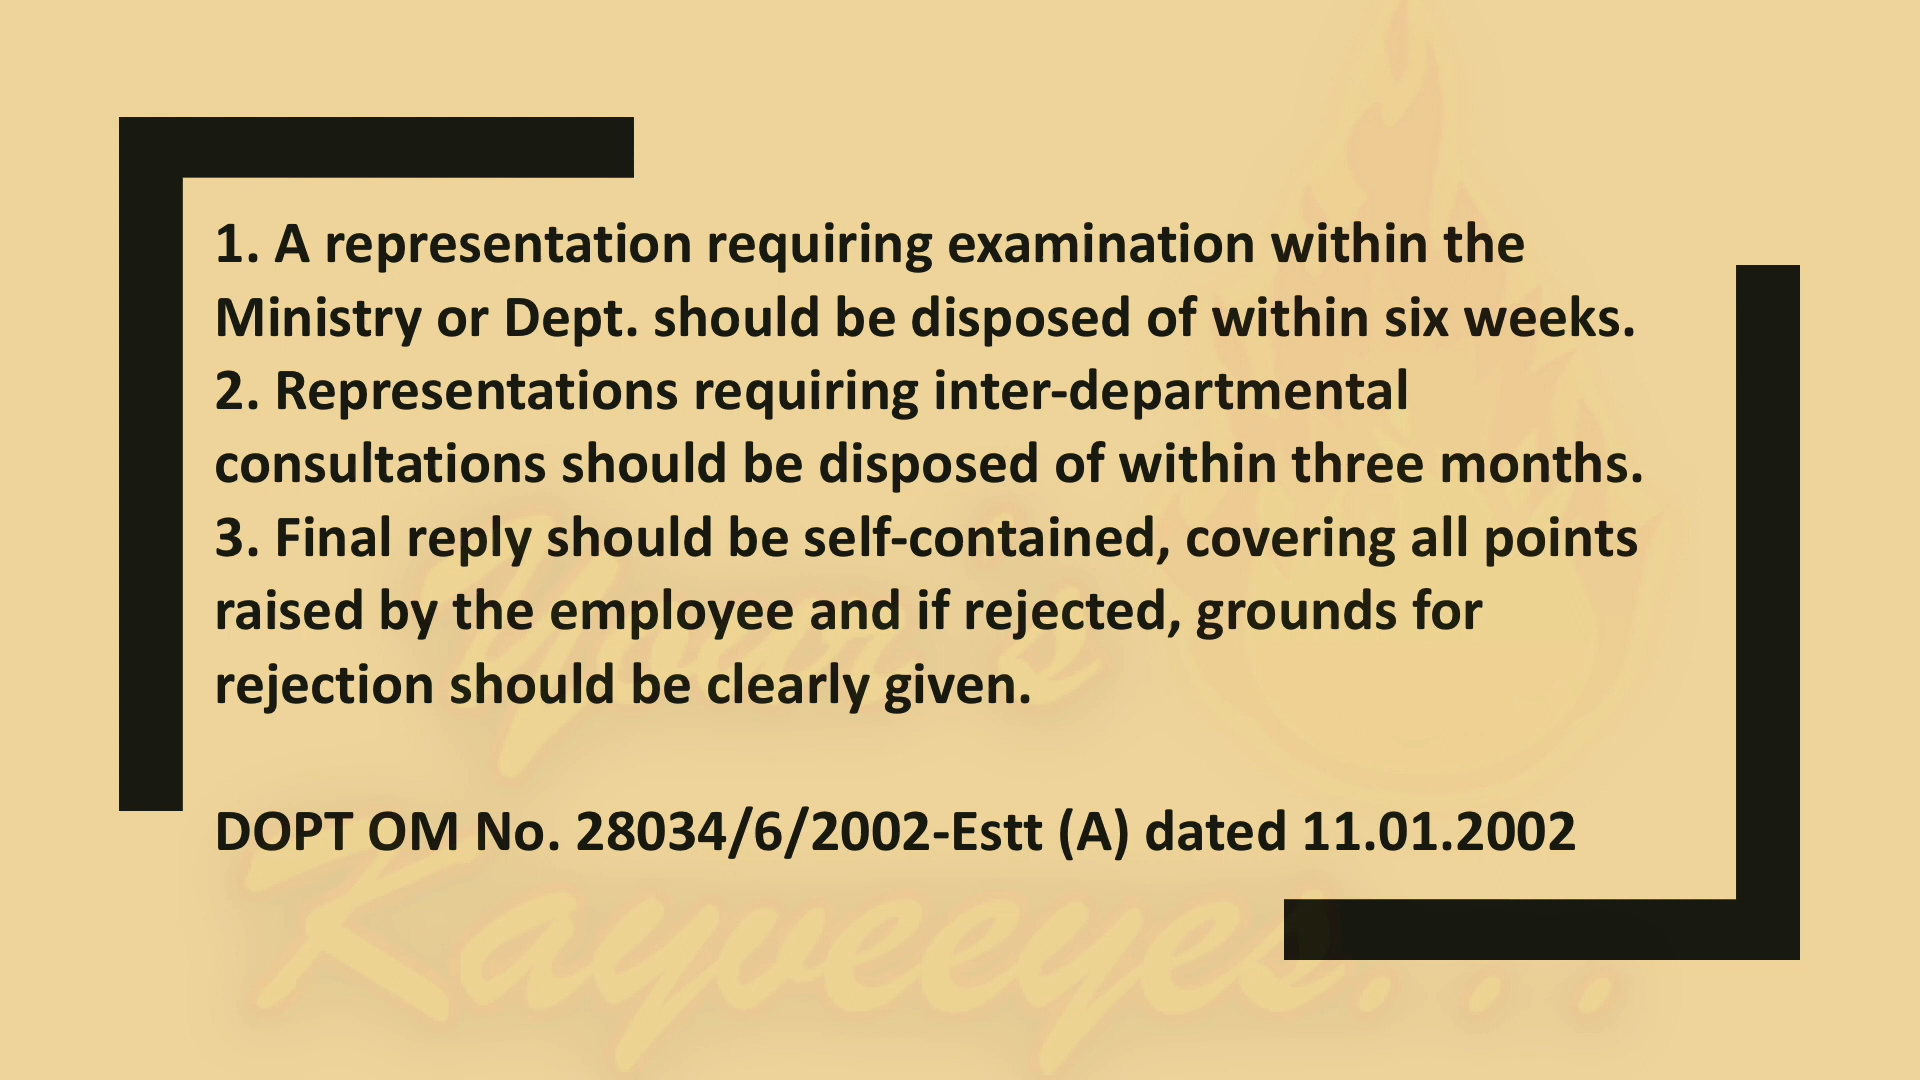 1. A representation requiring examination within the
Ministry or Dept. should be disposed of within six weeks.
2. Representations requiring inter-departmental
consultations should be disposed of within three months.
3. Final reply should be self-contained, covering all points
raised by the employee and if rejected, grounds for
rejection should be clearly given.
DOPT OM No. 28034/6/2002-Estt (A) dated 11.01.2002
Your's
Kayveeyes...